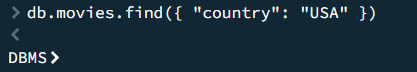 > db.movies.find({ "country": "USA" })
<
DBMS>